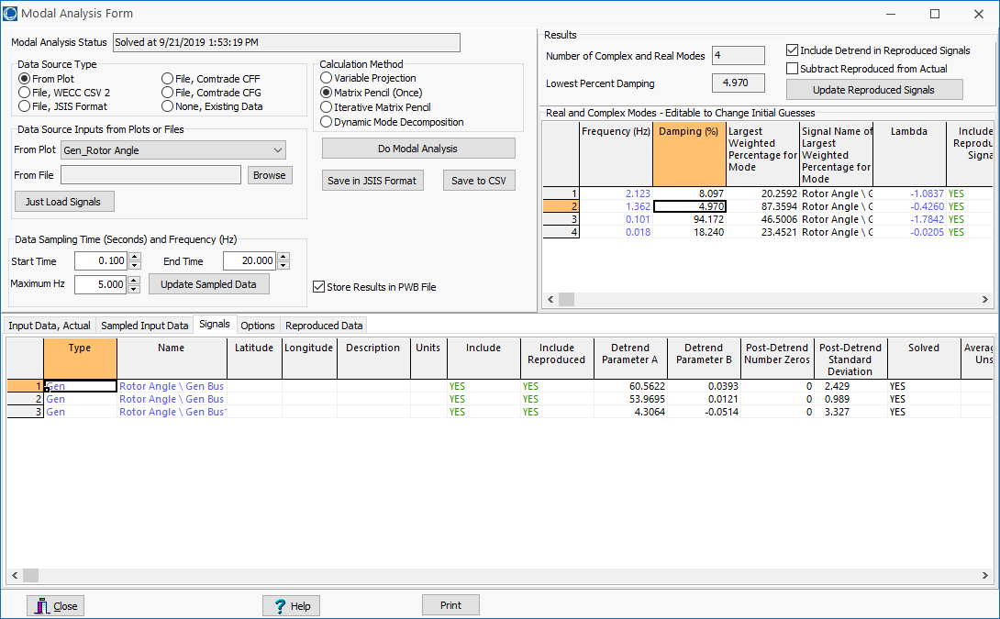 Modal Analysis Form
Modal Analysis Status Solved at 9/21/2019 1:53:19 PM
Data Source Type
From Plot File, Comtrade CFF
File, WECC CSV 2 File, Comtrade CFG
File, JSIS Format None, Existing Data
Data Source Inputs from Plots or Files
From Plot Gen_Rotor Angle
From File Browse
Just Load Signals
Data Sampling Time (Seconds) and Frequency (Hz)
Start Time 0.100 End Time 20.000
Maximum Hz 5.000 Update Sampled Data
Calculation Method
Variable Projection
Matrix Pencil (Once)
Iterative Matrix Pencil
Dynamic Mode Decomposition
Do Modal Analysis
Save in JSIS Format Save to CSV
Store Results in PWB File
Results
Number of Complex and Real Modes 4
Lowest Percent Damping 4.970
Include Detrend in Reproduced Signals
Subtract Reproduced from Actual
Update Reproduced Signals
Real and Complex Modes - Editable to Change Initial Guesses
Frequency (Hz) Damping (%) Largest Signal Name of Lambda Include
Weighted Largest Reprodu
Percentage for Weighted Signa
Mode Percentage for
Mode
1 2.123 8.097 20.2592 Rotor Angle \ G -1.0837 YES
2 1.362 4.970 87.3594 Rotor Angle \ G -0.4260 YES
3 0.101 94.172 46.5006 Rotor Angle \ G -1.7842 YES
4 0.018 18.240 23.4521 Rotor Angle \ G -0.0205 YES
Input Data, Actual Sampled Input Data Signals Options Reproduced Data
Type Name Latitude Longitude Description Units Include Include Detrend Detrend Post-Detrend Post-Detrend Solved Averag
Reproduced Parameter A Parameter B Number Zeros Standard Uns
Deviation
1 Gen Rotor Angle \ Gen Bus YES YES 60.5622 0.0393 0 2.429 YES
2 Gen Rotor Angle \ Gen Bus YES YES 53.9695 0.0121 0 0.989 YES
3 Gen Rotor Angle \ Gen Bus YES YES 4.3064 -0.0514 0 3.327 YES
Close Help Print